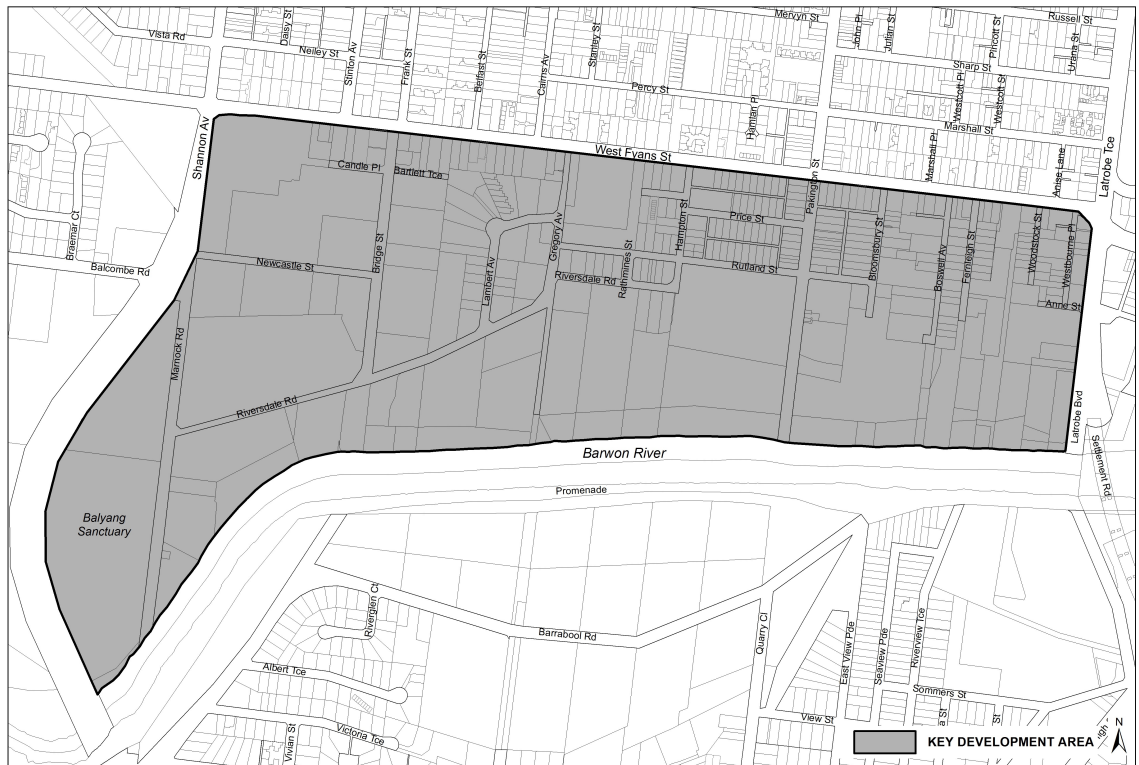 Mervyn St
John Pl
Julian St
Russell St
Pincott St
Urana St
Vista Rd
Daisy St
Neiley St
Stinton Av
Frank St
Belfast St
Cairns Av
Stanley St
Percy St
Hamlan Pl
Sharp St
Westcott Pl
Westcott St
Marshall St
Marshall Pl
Anise Lane
Latrobe Tce
Shannon Av
West Fyans St
Pakington St
Candle Pl
Bartlett Tce
Braemar Ct
Balcombe Rd
Newcastle St
Bridge St
Lambert Av
Gregory Av
Riversdale Rd
Rathmines St
Hampton St
Price St
Rutland St
Bloomsbury St
Boswell Av
Fernleigh St
Woodstock St
Westbourne Pl
Anne St
Marnock Rd
Riversdale Rd
Latrobe Bvd
Settlement Rd
Barwon River
Promenade
Balyang
Sanctuary
Riverglen Ct
Barrabool Rd
Quarry Cl
East View Pde
Seaview Pde
Riverview Tce
Albert Tce
Victoria Tce
Vivian St
View St
Sommers St
a St
St
N
KEY DEVELOPMENT AREA